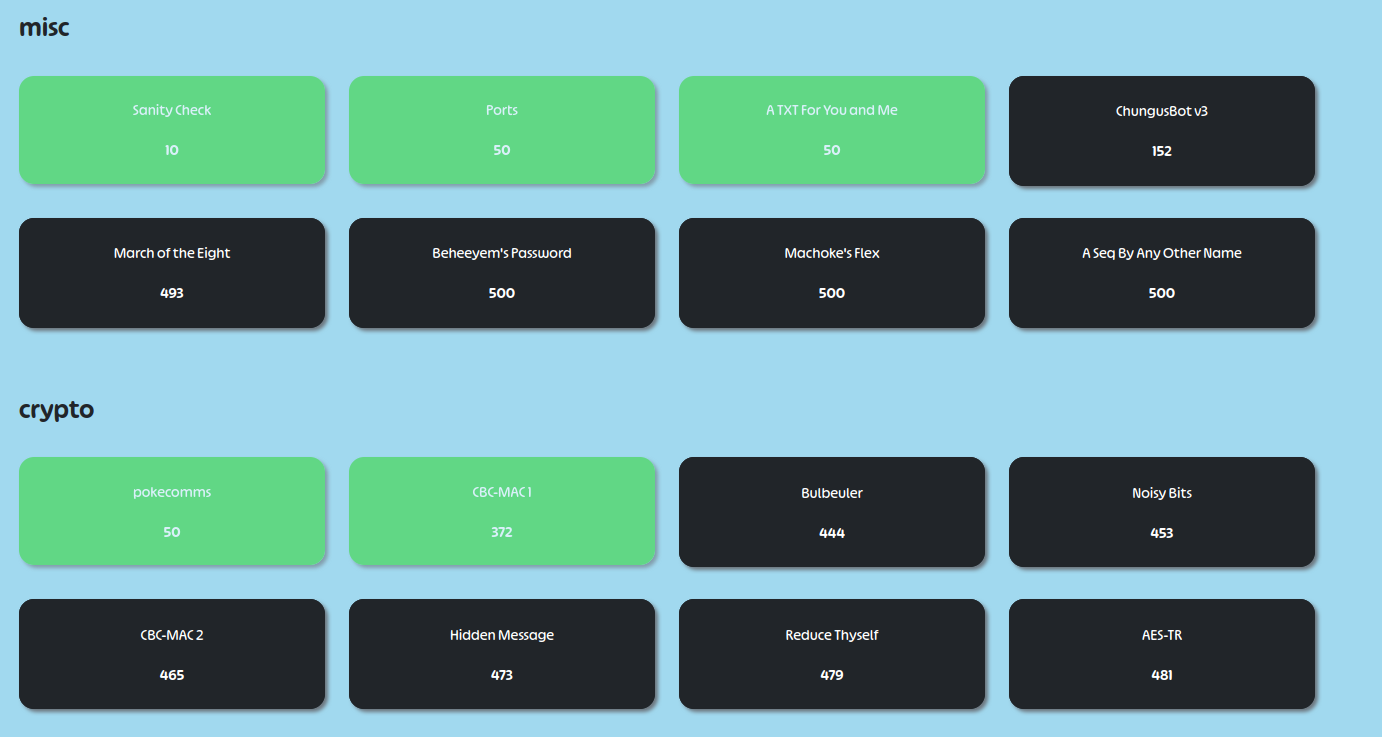 misc
Sanity Check
10
Ports
50
A TXT For You and Me
50
ChungusBot v3
152
March of the Eight
493
Beheeyem's Password
500
Machoke's Flex
500
A Seq By Any Other Name
500
crypto
pokecomms
50
CBC-MAC 1
372
Bulbeuler
444
Noisy Bits
453
CBC-MAC 2
465
Hidden Message
473
Reduce Thyself
479
AES-TR
481